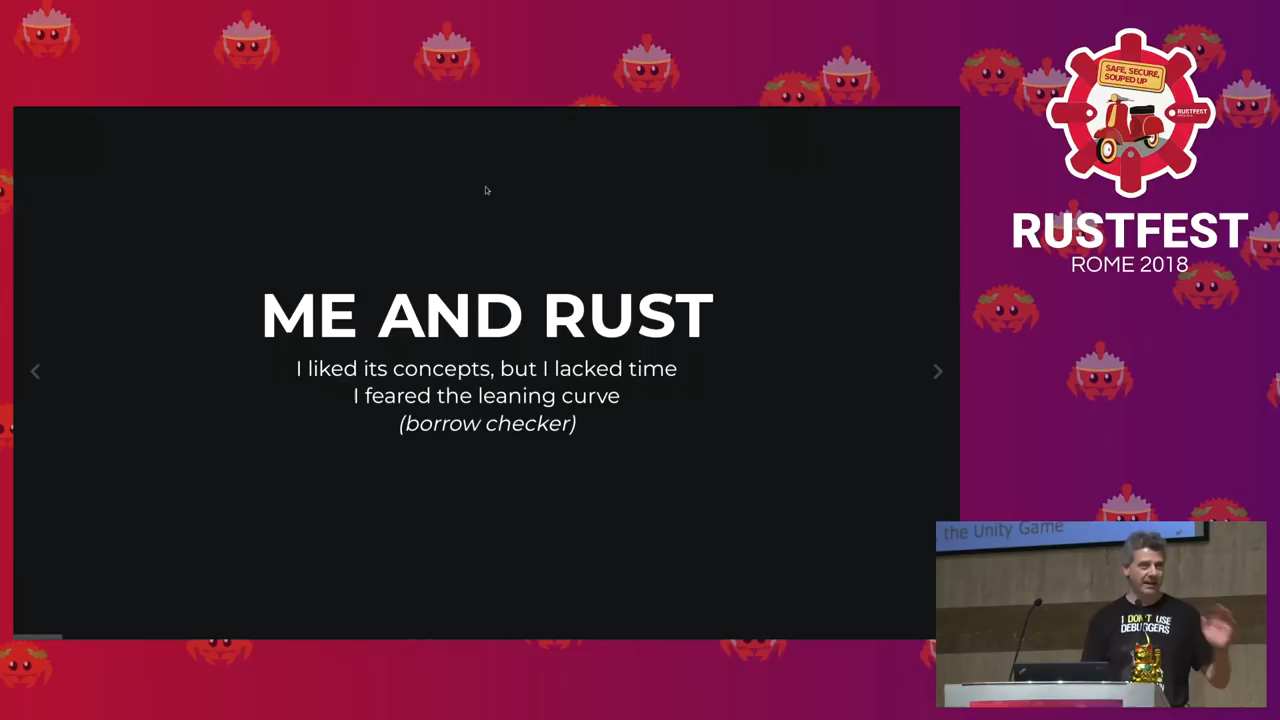 SAFE, SECURE,
SOUPED UP
RUSTFEST
RUSTFEST
ROME 2018
ME AND RUST
I liked its concepts, but I lacked time
I feared the leaning curve
(borrow checker)
the Unity Game
I DON'T USE
DEBUGGERS